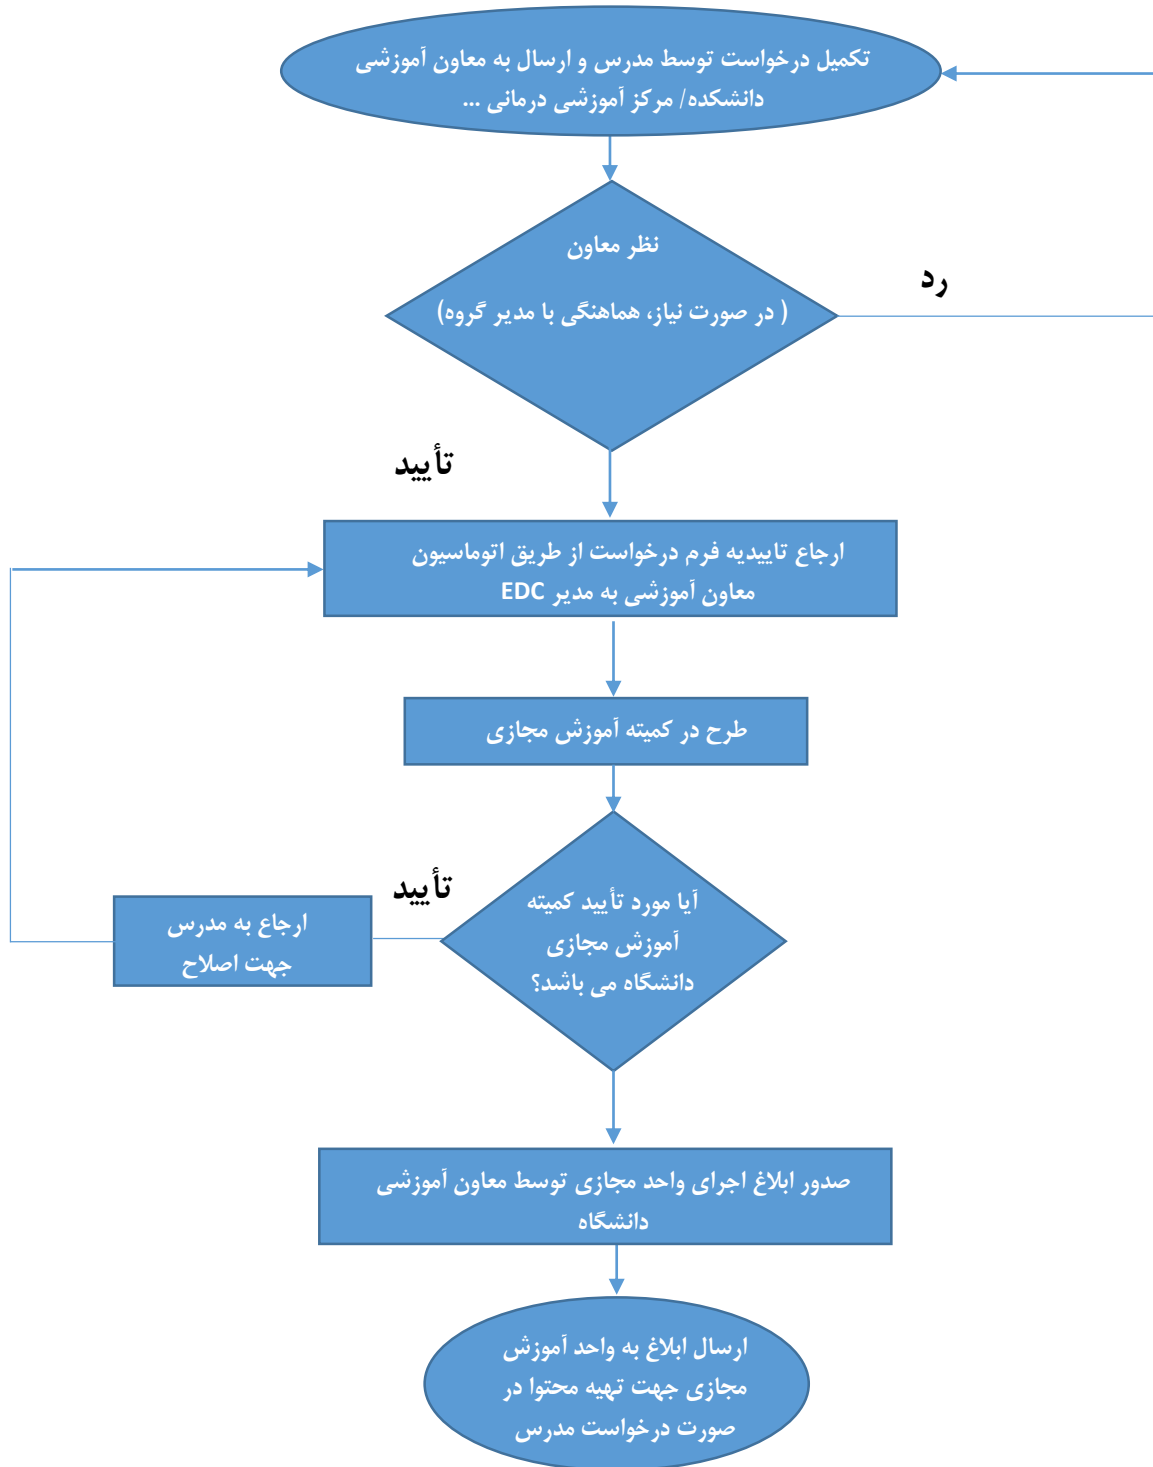 تکمیل درخواست توسط مدرس و ارسال به معاون آموزشی
دانشکده/ مرکز آموزشی درمانی ...
نظر معاون
( در صورت نیاز، هماهنگی با مدیر گروه)
رد
تأیید
ارجاع تاییدیه فرم درخواست از طریق اتوماسیون
معاون آموزشی به مدیر EDC
طرح در کمیته آموزش مجازی
آیا مورد تأیید کمیته
آموزش مجازی
دانشگاه می باشد؟
تأیید
ارجاع به مدرس
جهت اصلاح
صدور ابلاغ اجرای واحد مجازی توسط معاون آموزشی
دانشگاه
ارسال ابلاغ به واحد آموزش
مجازی جهت تهیه محتوا در
صورت درخواست مدرس